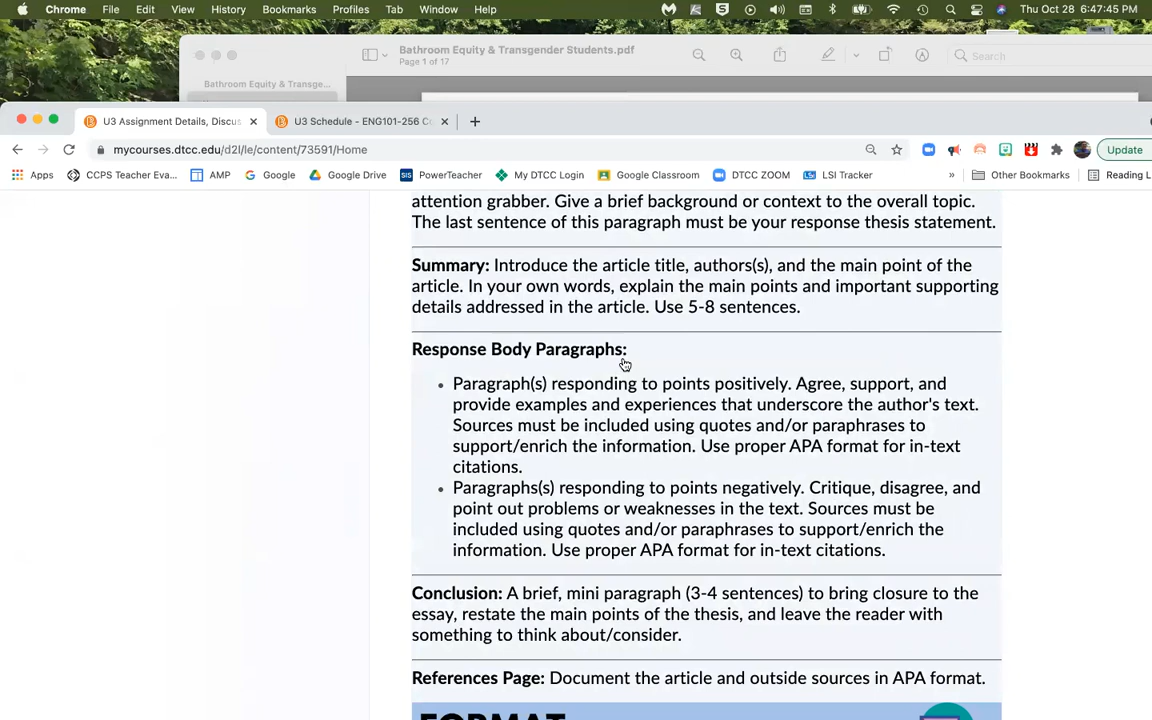 Chrome File Edit View History Bookmarks Profiles Tab Window Help Thu Oct 28 6:47:45 PM
Bathroom Equity & Transgender Students.pdf
Page 1 of 17
Search
Bathroom Equity & Transge...
U3 Assignment Details, Discus
U3 Schedule - ENG101-256 Co
mycourses.dtcc.edu/d2l/le/content/73591/Home
Update
Apps CCPS Teacher Eva... AMP Google Google Drive PowerTeacher My DTCC Login Google Classroom DTCC ZOOM LSI Tracker » Other Bookmarks Reading L
attention grabber. Give a brief background or context to the overall topic.
The last sentence of this paragraph must be your response thesis statement.
Summary: Introduce the article title, authors(s), and the main point of the
article. In your own words, explain the main points and important supporting
details addressed in the article. Use 5-8 sentences.
Response Body Paragraphs:
• Paragraph(s) responding to points positively. Agree, support, and
provide examples and experiences that underscore the author's text.
Sources must be included using quotes and/or paraphrases to
support/enrich the information. Use proper APA format for in-text
citations.
• Paragraphs(s) responding to points negatively. Critique, disagree, and
point out problems or weaknesses in the text. Sources must be
included using quotes and/or paraphrases to support/enrich the
information. Use proper APA format for in-text citations.
Conclusion: A brief, mini paragraph (3-4 sentences) to bring closure to the
essay, restate the main points of the thesis, and leave the reader with
something to think about/consider.
References Page: Document the article and outside sources in APA format.
FORMAT